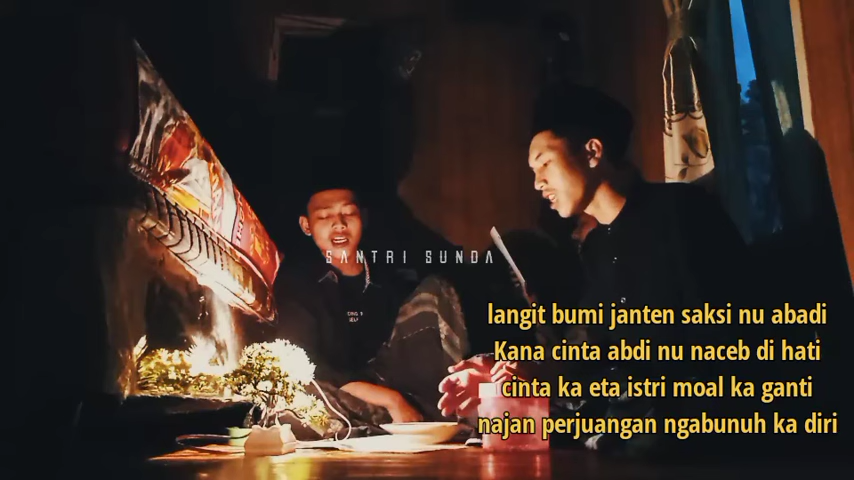 SANTRI SUNDA
langit bumi janten saksi nu abadi
Kana cinta abdi nu naceb di hati
cinta ka eta istri moal ka ganti
najan perjuangan ngabunuh ka diri